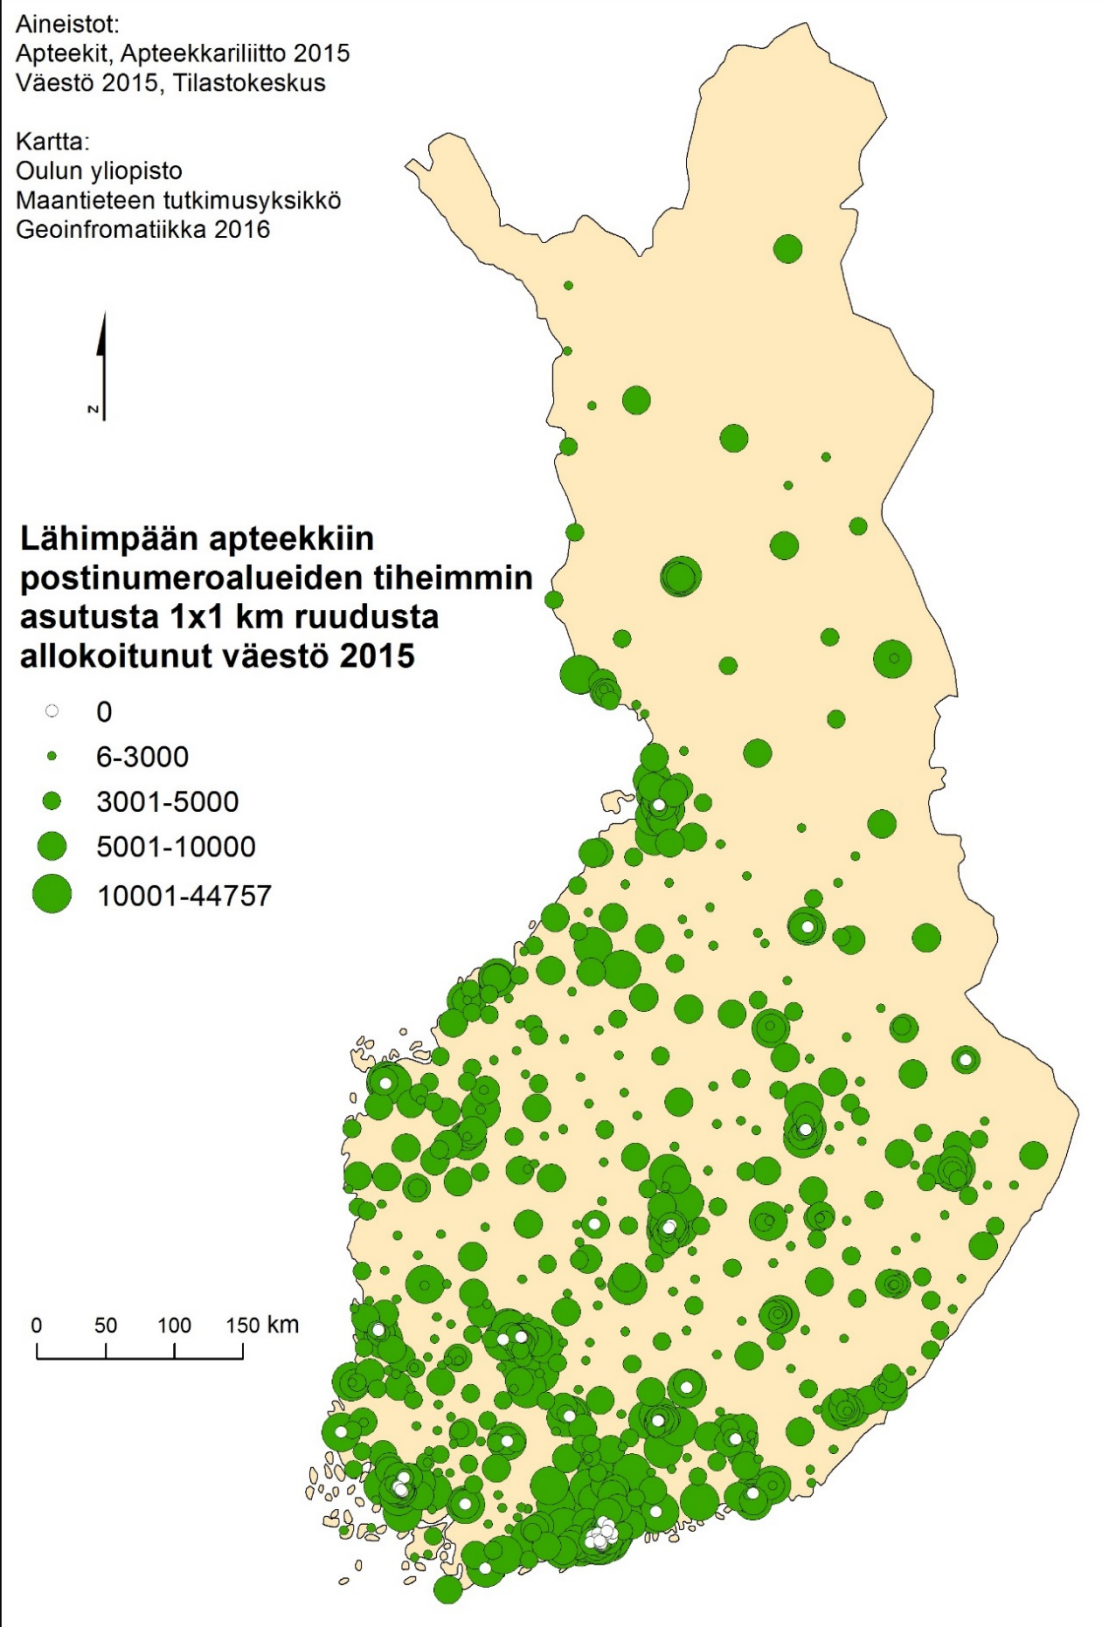 Aineistot:
Apteekit, Apteekkariliitto 2015
Väestö 2015, Tilastokeskus
Kartta:
Oulun yliopisto
Maantieteen tutkimusyksikkö
Geoinfromatiikka 2016
N
Lähimpään apteekkiin
postinumeroalueiden tiheimmin
asutusta 1x1 km ruudusta
allokoitunut väestö 2015
0
6-3000
3001-5000
5001-10000
10001-44757
0 50 100 150 km